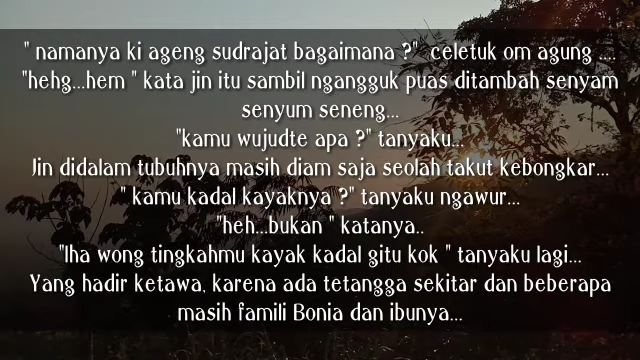 " namanya ki ageng sudrajat bagaimana ?" celetuk om agung ....
"hehg...hem " kata jin itu sambil ngangguk puas ditambah senyam
senyum seneng...
"kamu wujudte apa ?" tanyaku...
Jin didalam tubuhnya masih diam saja seolah takut kebongkar...
" kamu kadal kayaknya ?" tanyaku ngawur...
"heh...bukan " katanya..
"lha wong tingkahmu kayak kadal gitu kok " tanyaku lagi...
Yang hadir ketawa, karena ada tetangga sekitar dan beberapa
masih famili Bonia dan ibunya...